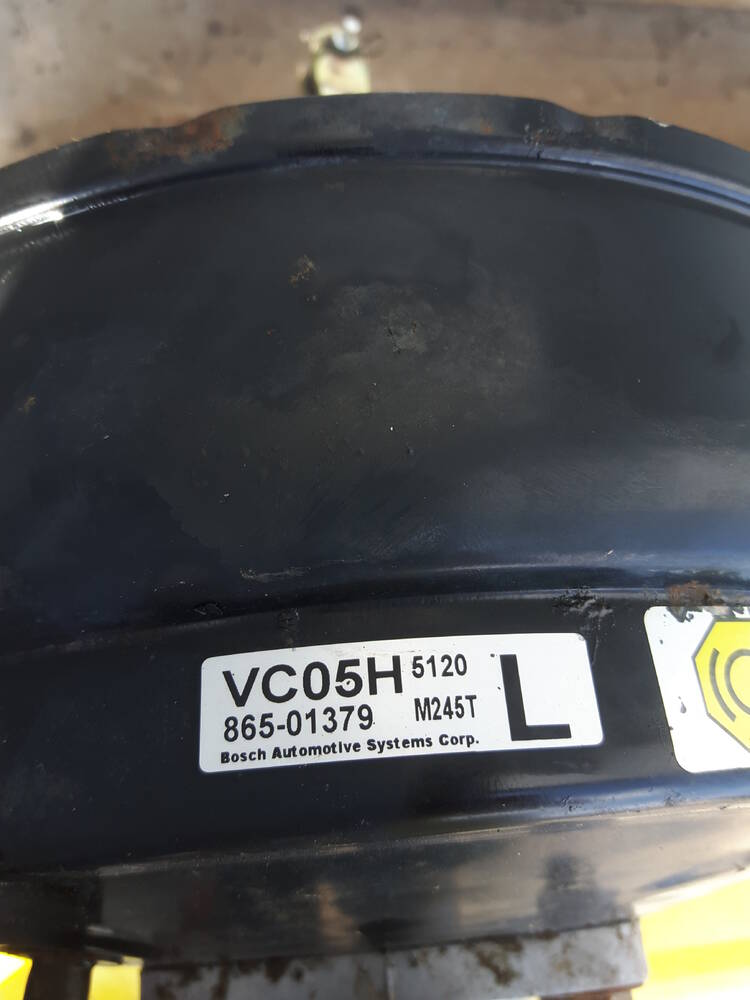 VC05H 5120
865-01379 M245T L
Bosch Automotive Systems Corp.